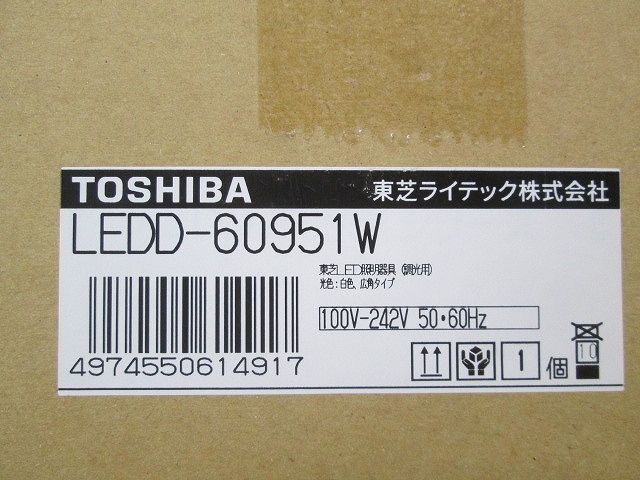 TOSHIBA 東芝ライテック株式会社
LEDD-60951W
東芝LED照明器具 (調光用)
光色:白色、広角タイプ
100V-242V 50・60Hz
4974550614917
1 個
10